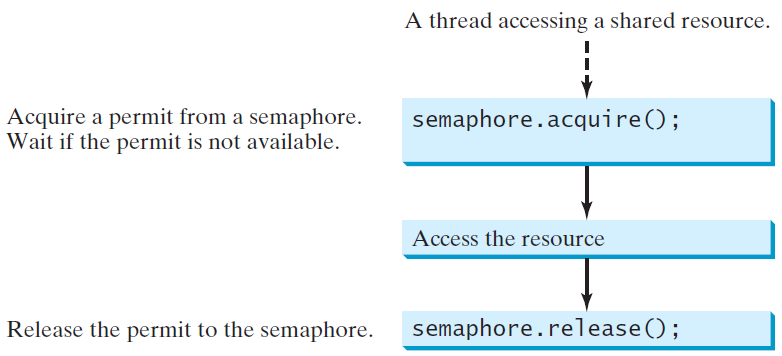 A thread accessing a shared resource.
Acquire a permit from a semaphore.
Wait if the permit is not available.
semaphore.acquire();
Access the resource
Release the permit to the semaphore.
semaphore.release();